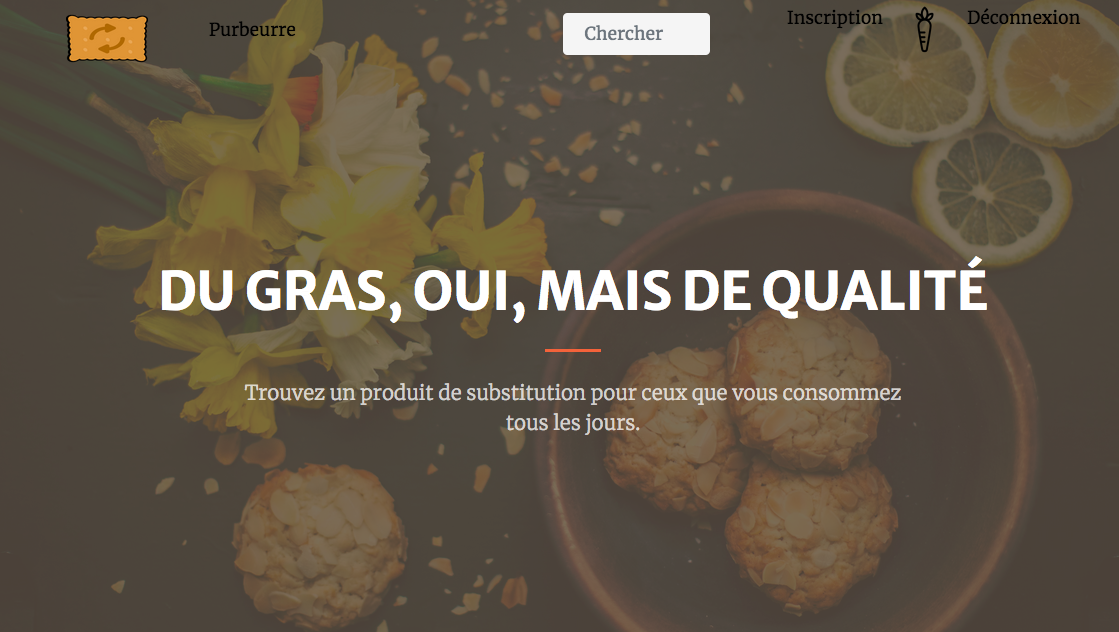 Purbeurre
Chercher
Inscription
Déconnexion
DU GRAS, OUI, MAIS DE QUALITÉ
Trouvez un produit de substitution pour ceux que vous consommez
tous les jours.